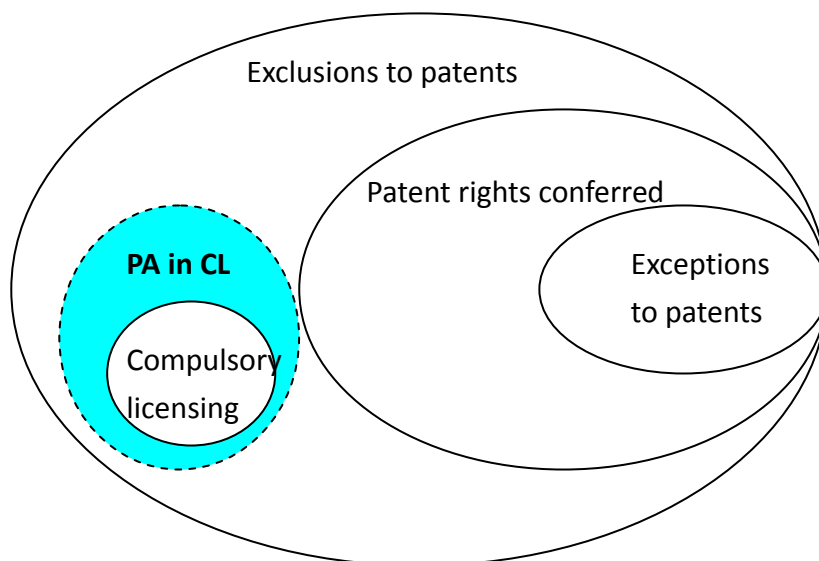 Exclusions to patents
Patent rights conferred
PA in CL
Exceptions
to patents
Compulsory
licensing